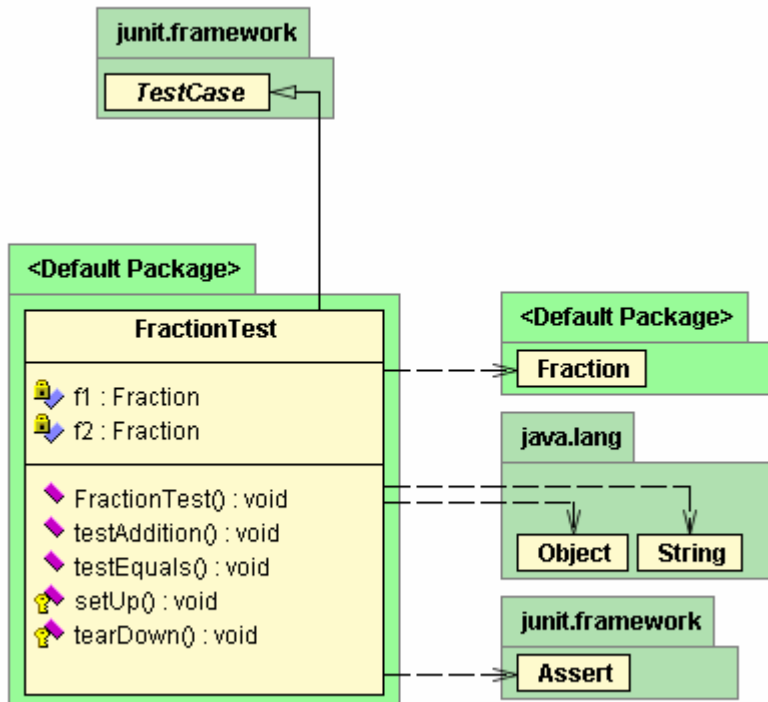 junit.framework
TestCase
<Default Package>
FractionTest
f1 : Fraction
f2 : Fraction
FractionTest() : void
testAddition() : void
testEquals() : void
setUp() : void
tearDown() : void
<Default Package>
Fraction
java.lang
Object String
junit.framework
Assert